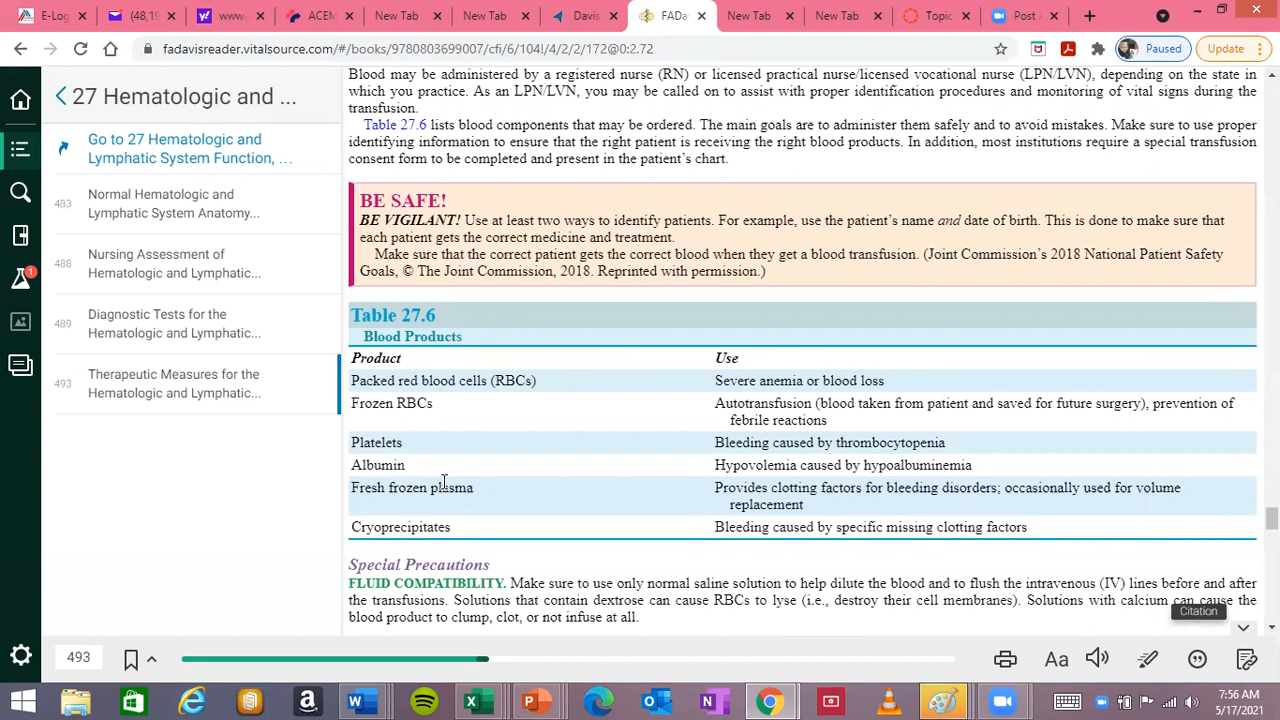 E-Log
(48,19
www.
ACEM
New Tab
New Tab
Davis
FADa
New Tab
New Tab
Topic
Post A
fadavisreader.vitalsource.com/#/books/9780803699007/cfi/6/104!/4/2/2/172@0:2.72
Paused
Update
27 Hematologic and ...
Go to 27 Hematologic and
Lymphatic System Function, ...
483
Normal Hematologic and
Lymphatic System Anatomy...
488
Nursing Assessment of
Hematologic and Lymphatic...
489
Diagnostic Tests for the
Hematologic and Lymphatic...
493
Therapeutic Measures for the
Hematologic and Lymphatic...
1
Blood may be administered by a registered nurse (RN) or licensed practical nurse/licensed vocational nurse (LPN/LVN), depending on the state in
which you practice. As an LPN/LVN, you may be called on to assist with proper identification procedures and monitoring of vital signs during the
transfusion.
Table 27.6 lists blood components that may be ordered. The main goals are to administer them safely and to avoid mistakes. Make sure to use proper
identifying information to ensure that the right patient is receiving the right blood products. In addition, most institutions require a special transfusion
consent form to be completed and present in the patient's chart.
BE SAFE!
BE VIGILANT! Use at least two ways to identify patients. For example, use the patient's name and date of birth. This is done to make sure that
each patient gets the correct medicine and treatment.
Make sure that the correct patient gets the correct blood when they get a blood transfusion. (Joint Commission's 2018 National Patient Safety
Goals, © The Joint Commission, 2018. Reprinted with permission.)
Table 27.6
Blood Products
Product Use
Packed red blood cells (RBCs) Severe anemia or blood loss
Frozen RBCs Autotransfusion (blood taken from patient and saved for future surgery), prevention of
febrile reactions
Platelets Bleeding caused by thrombocytopenia
Albumin Hypovolemia caused by hypoalbuminemia
Fresh frozen plasma Provides clotting factors for bleeding disorders; occasionally used for volume
replacement
Cryoprecipitates Bleeding caused by specific missing clotting factors
Special Precautions
FLUID COMPATIBILITY. Make sure to use only normal saline solution to help dilute the blood and to flush the intravenous (IV) lines before and after
the transfusions. Solutions that contain dextrose can cause RBCs to lyse (i.e., destroy their cell membranes). Solutions with calcium can cause the
blood product to clump, clot, or not infuse at all.
Citation
493
Aa
7:56 AM
5/17/2021